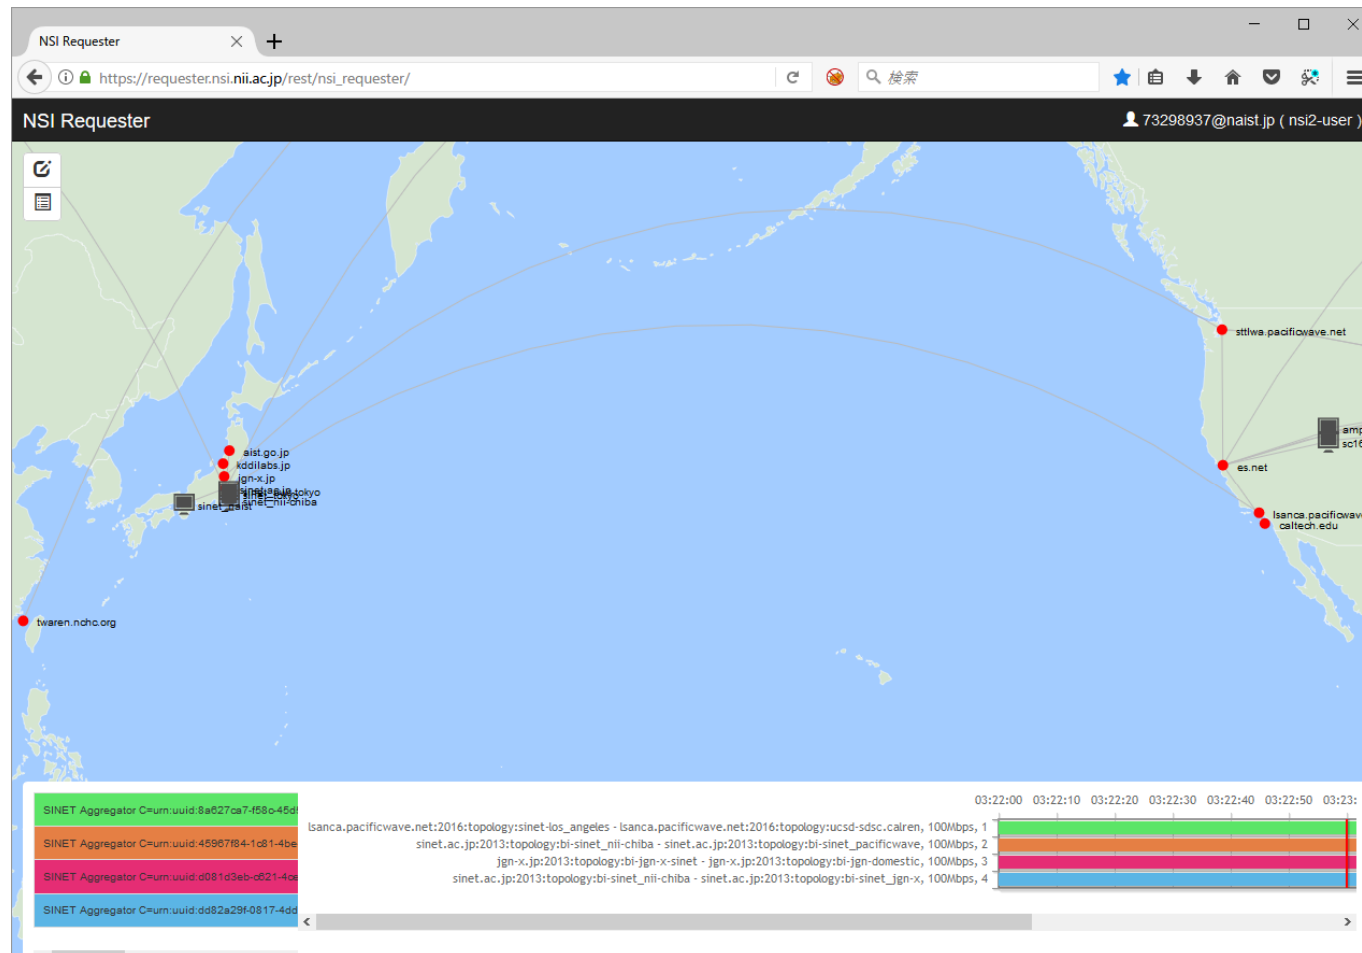 NSI Requester
https://requester.nsi.nii.ac.jp/rest/nsi_requester/
検索
NSI Requester
73298937@naist.jp ( nsi2-user )
sttlwa.pacificwave.net
amp
sc16
aist.go.jp
kddilabs.jp
jgn-x.jp
es.net
sinet_nii-chiba
lsanca.pacificwave
caltech.edu
twaren.nchc.org
03:22:00 03:22:10 03:22:20 03:22:30 03:22:40 03:22:50 03:23:
SINET Aggregator C=urn:uuid:8a627ca7-f58c-45d
lsanca.pacificwave.net:2016:topology:sinet-los_angeles - lsanca.pacificwave.net:2016:topology:ucsd-sdsc.calren, 100Mbps, 1
SINET Aggregator C=urn:uuid:45967f84-1c81-4be
sinet.ac.jp:2013:topology:bi-sinet_nii-chiba - sinet.ac.jp:2013:topology:bi-sinet_pacificwave, 100Mbps, 2
SINET Aggregator C=urn:uuid:d081d3eb-c621-4ce
jgn-x.jp:2013:topology:bi-jgn-x-sinet - jgn-x.jp:2013:topology:bi-jgn-domestic, 100Mbps, 3
SINET Aggregator C=urn:uuid:dd82a29f-0817-4dd
sinet.ac.jp:2013:topology:bi-sinet_nii-chiba - sinet.ac.jp:2013:topology:bi-sinet_jgn-x, 100Mbps, 4